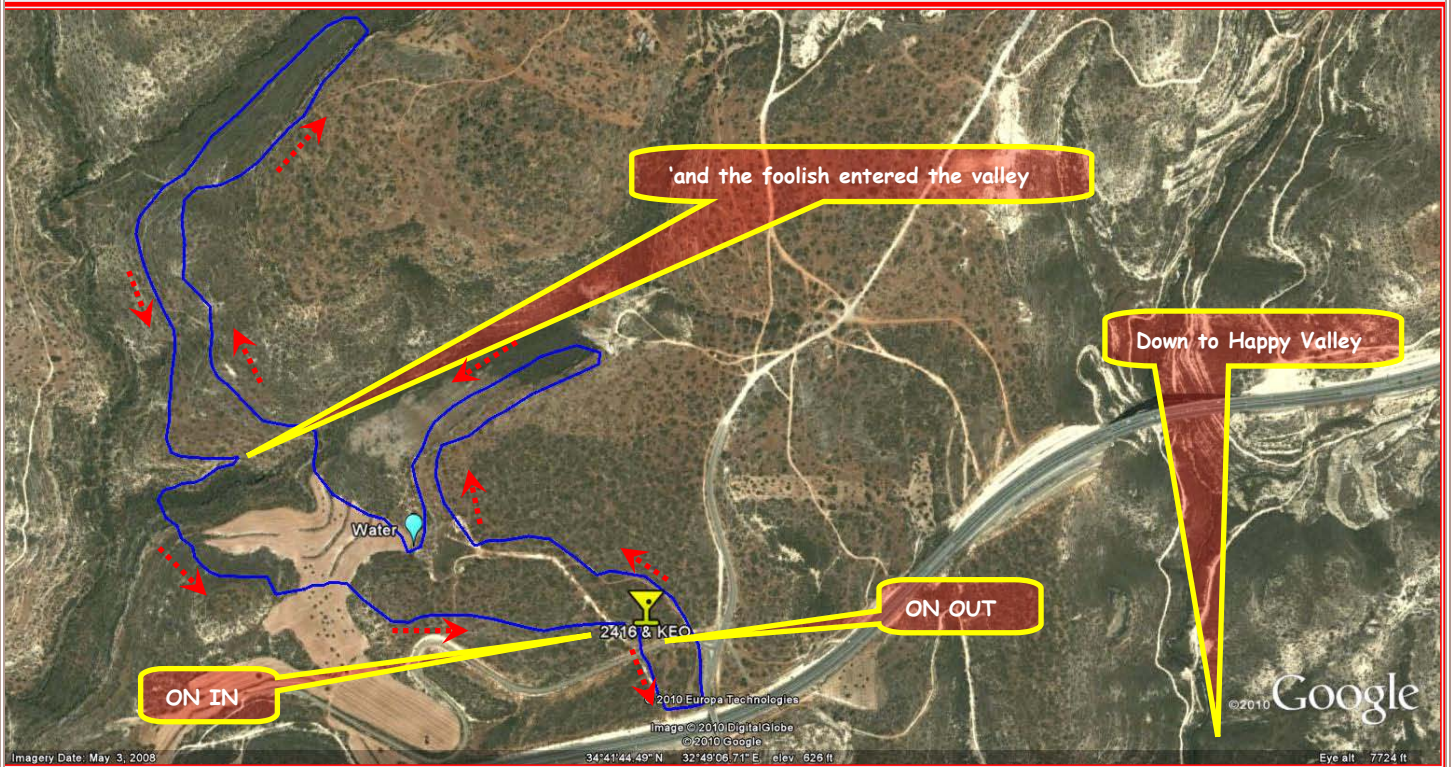 'and the foolish entered the valley
Down to Happy Valley
Water
ON OUT
2416 & KEO
ON IN
© 2010 Europa Technologies
Image © 2010 DigitalGlobe
© 2010 Google
©2010 Google
Imagery Date: May 3, 2008
34°41'44.49" N 32°49'06.71" E elev 626 ft
Eye alt 7724 ft